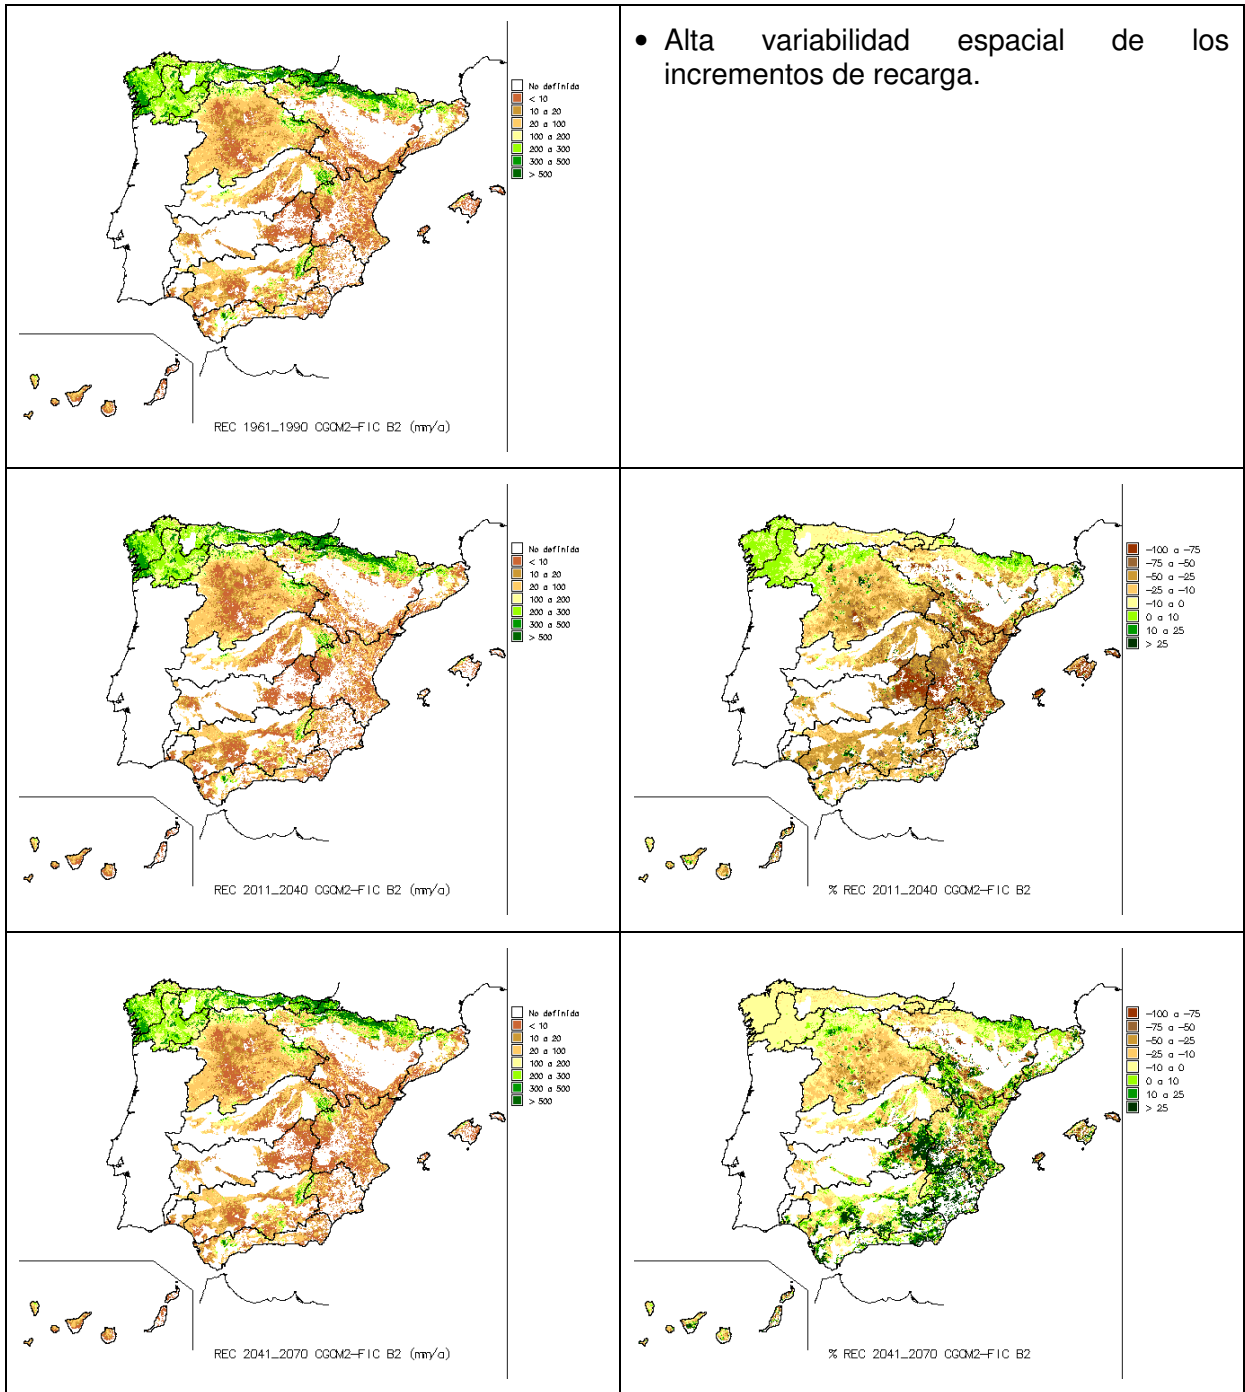 No definida
< 10
10 a 20
20 a 100
100 a 200
200 a 300
300 a 500
> 500
REC 1961_1990 CGCM2-FIC B2 (mm/a)
• Alta variabilidad espacial de los
incrementos de recarga.
No definida
< 10
10 a 20
20 a 100
100 a 200
200 a 300
300 a 500
> 500
REC 2011_2040 CGCM2-FIC B2 (mm/a)
-100 a -75
-75 a -50
-50 a -25
-25 a -10
-10 a 0
0 a 10
10 a 25
> 25
% REC 2011_2040 CGCM2-FIC B2
No definida
< 10
10 a 20
20 a 100
100 a 200
200 a 300
300 a 500
> 500
REC 2041_2070 CGCM2-FIC B2 (mm/a)
-100 a -75
-75 a -50
-50 a -25
-25 a -10
-10 a 0
0 a 10
10 a 25
> 25
% REC 2041_2070 CGCM2-FIC B2